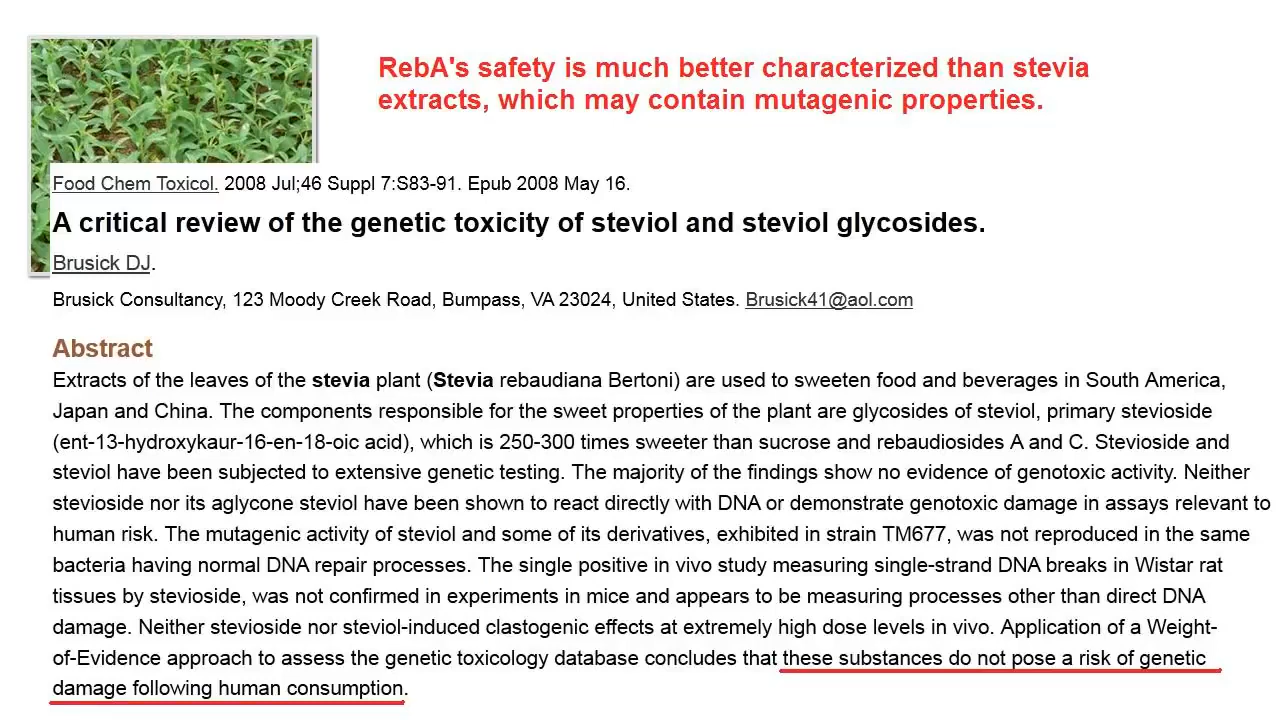 RebA's safety is much better characterized than stevia
extracts, which may contain mutagenic properties.
Food Chem Toxicol. 2008 Jul;46 Suppl 7:S83-91. Epub 2008 May 16.
A critical review of the genetic toxicity of steviol and steviol glycosides.
Brusick DJ.
Brusick Consultancy, 123 Moody Creek Road, Bumpass, VA 23024, United States. Brusick41@aol.com
Abstract
Extracts of the leaves of the stevia plant (Stevia rebaudiana Bertoni) are used to sweeten food and beverages in South America,
Japan and China. The components responsible for the sweet properties of the plant are glycosides of steviol, primary stevioside
(ent-13-hydroxykaur-16-en-18-oic acid), which is 250-300 times sweeter than sucrose and rebaudiosides A and C. Stevioside and
steviol have been subjected to extensive genetic testing. The majority of the findings show no evidence of genotoxic activity. Neither
stevioside nor its aglycone steviol have been shown to react directly with DNA or demonstrate genotoxic damage in assays relevant to
human risk. The mutagenic activity of steviol and some of its derivatives, exhibited in strain TM677, was not reproduced in the same
bacteria having normal DNA repair processes. The single positive in vivo study measuring single-strand DNA breaks in Wistar rat
tissues by stevioside, was not confirmed in experiments in mice and appears to be measuring processes other than direct DNA
damage. Neither stevioside nor steviol-induced clastogenic effects at extremely high dose levels in vivo. Application of a Weight-
of-Evidence approach to assess the genetic toxicology database concludes that these substances do not pose a risk of genetic
damage following human consumption.